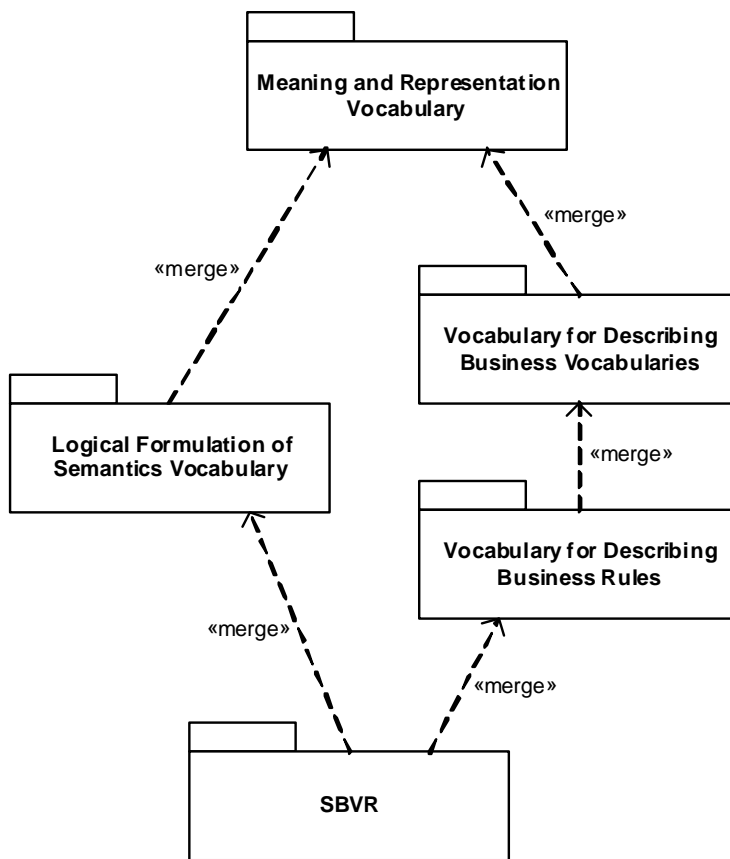 Meaning and Representation
Vocabulary
«merge»
«merge»
Vocabulary for Describing
Business Vocabularies
Logical Formulation of
Semantics Vocabulary
«merge»
Vocabulary for Describing
Business Rules
«merge»
«merge»
SBVR